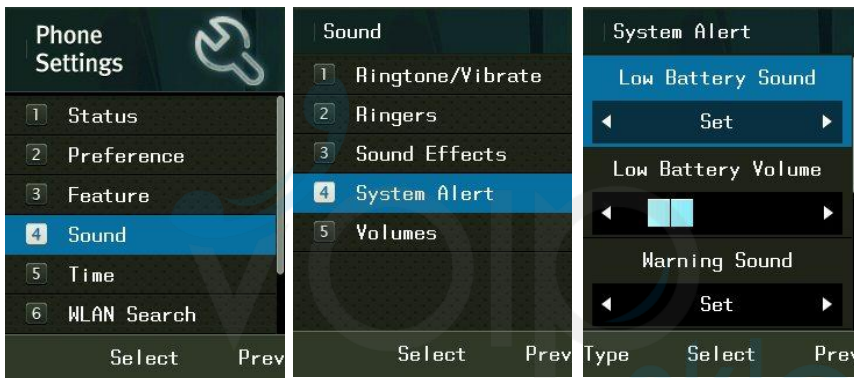 Phone
Settings
1 Status
2 Preference
3 Feature
4 Sound
5 Time
6 WLAN Search
Select Prev
Sound
1 Ringtone/Vibrate
2 Ringers
3 Sound Effects
4 System Alert
5 Volumes
Select Prev
System Alert
Low Battery Sound
Set
Low Battery Volume
Warning Sound
Set
Type Select Prev
voip